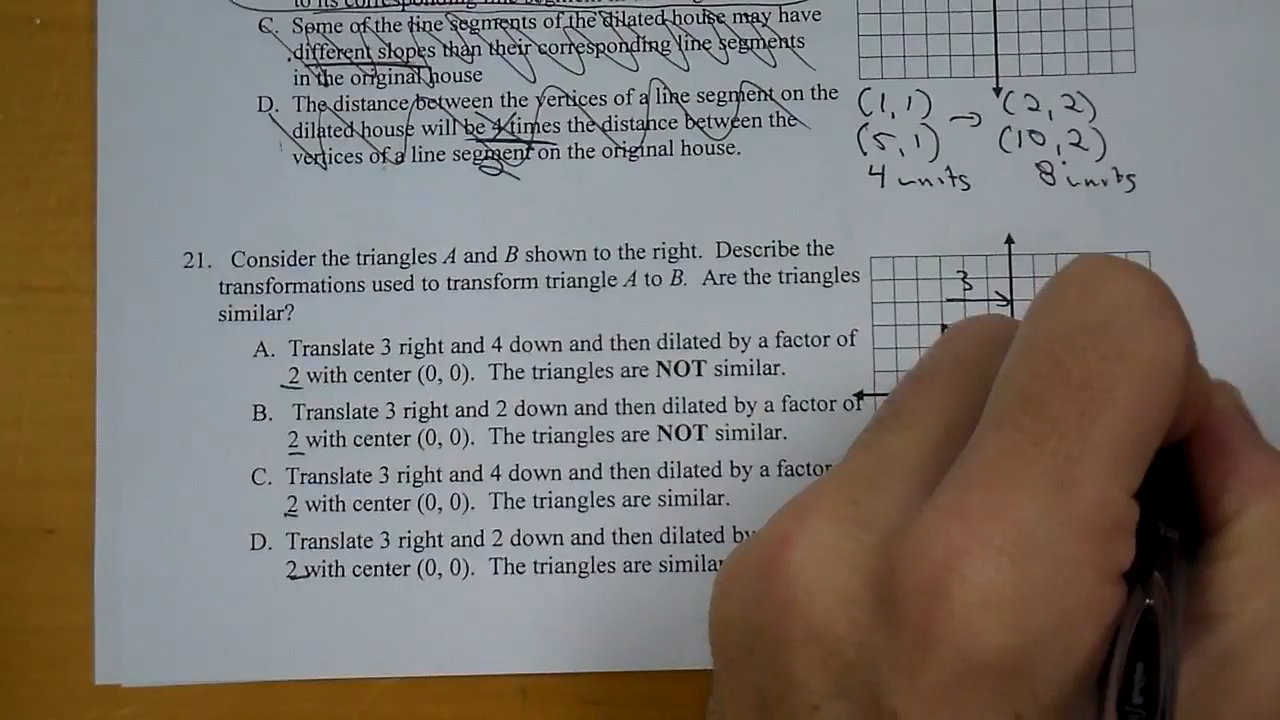 to its corresponding line segment
C. Some of the line segments of the dilated house may have
different slopes than their corresponding line segments
in the original house
D. The distance between the vertices of a line segment on the
dilated house will be 4 times the distance between the
vertices of a line segment on the original house.
2
(1,1) → (2,2)
(5,1) (10,2)
4 units 8 units
21. Consider the triangles A and B shown to the right. Describe the
transformations used to transform triangle A to B. Are the triangles
similar?
3
A. Translate 3 right and 4 down and then dilated by a factor of
2 with center (0, 0). The triangles are NOT similar.
B. Translate 3 right and 2 down and then dilated by a factor of
2 with center (0, 0). The triangles are NOT similar.
C. Translate 3 right and 4 down and then dilated by a factor
2 with center (0, 0). The triangles are similar.
D. Translate 3 right and 2 down and then dilated by
2 with center (0, 0). The triangles are similar